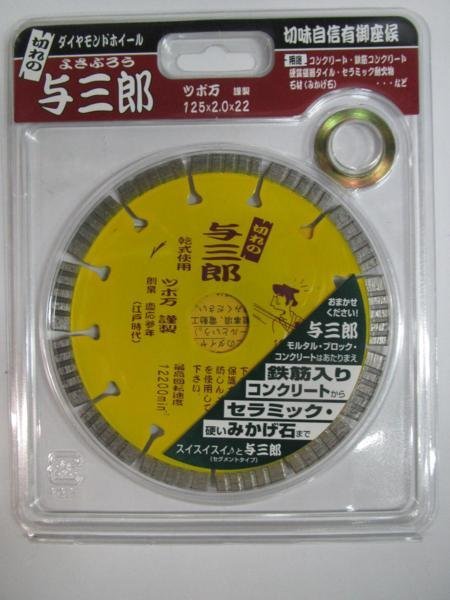 切れの
ダイヤモンドホイール
よさぶろう
与三郎
ツボ万 謹製
125×2.0×22
切味自信有御座候
用途 コンクリート・鉄筋コンクリート
硬質磁器タイル・セラミック耐火物
石材(みかげ石) ・・・など
切れの
与三郎
乾式使用
ツボ万 謹製
創業 慶応参年
(江戸時代)
最高回転速度
12200min⁻¹
おまかせ
ください!
与三郎
モルタル・ブロック・
コンクリートはあたりまえ
鉄筋入り
コンクリートから
セラミック・
硬いみかげ石まで
スイスイスイ♪と与三郎
(セグメントタイプ)